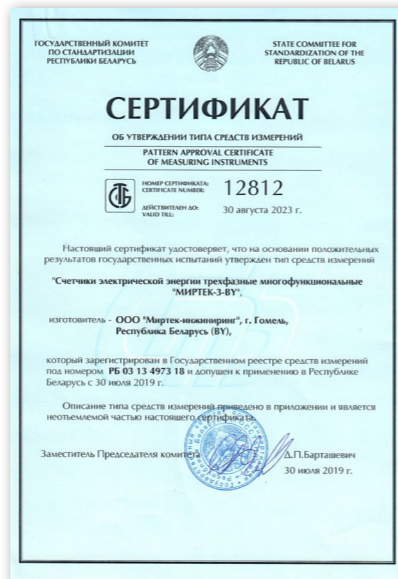 ГОСУДАРСТВЕННЫЙ КОМИТЕТ
ПО СТАНДАРТИЗАЦИИ
РЕСПУБЛИКИ БЕЛАРУСЬ
STATE COMMITTEE FOR
STANDARDIZATION OF THE
REPUBLIC OF BELARUS
СЕРТИФИКАТ
ОБ УТВЕРЖДЕНИИ ТИПА СРЕДСТВ ИЗМЕРЕНИЙ
PATTERN APPROVAL CERTIFICATE
OF MEASURING INSTRUMENTS
НОМЕР СЕРТИФИКАТА:
CERTIFICATE NUMBER:
12812
ДЕЙСТВИТЕЛЕН ДО:
VALID TILL:
30 августа 2023 г.
Настоящий сертификат удостоверяет, что на основании положительных
результатов государственных испытаний утвержден тип средств измерений
"Счетчики электрической энергии трехфазные многофункциональные
"МИРТЕК-3-BY",
изготовитель - ООО "Миртек-инжиниринг", г. Гомель,
Республика Беларусь (BY),
который зарегистрирован в Государственном реестре средств измерений
под номером РБ 03 13 4973 18 и допущен к применению в Республике
Беларусь с 30 июля 2019 г.
Описание типа средств измерений приведено в приложении и является
неотъемлемой частью настоящего сертификата.
Заместитель Председателя комитета
Д.П.Барташевич
30 июля 2019 г.